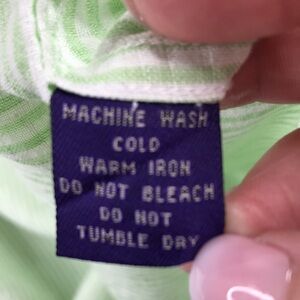 MACHINE WASH
COLD
WARM IRON
DO NOT BLEACH
DO NOT
TUMBLE DRY